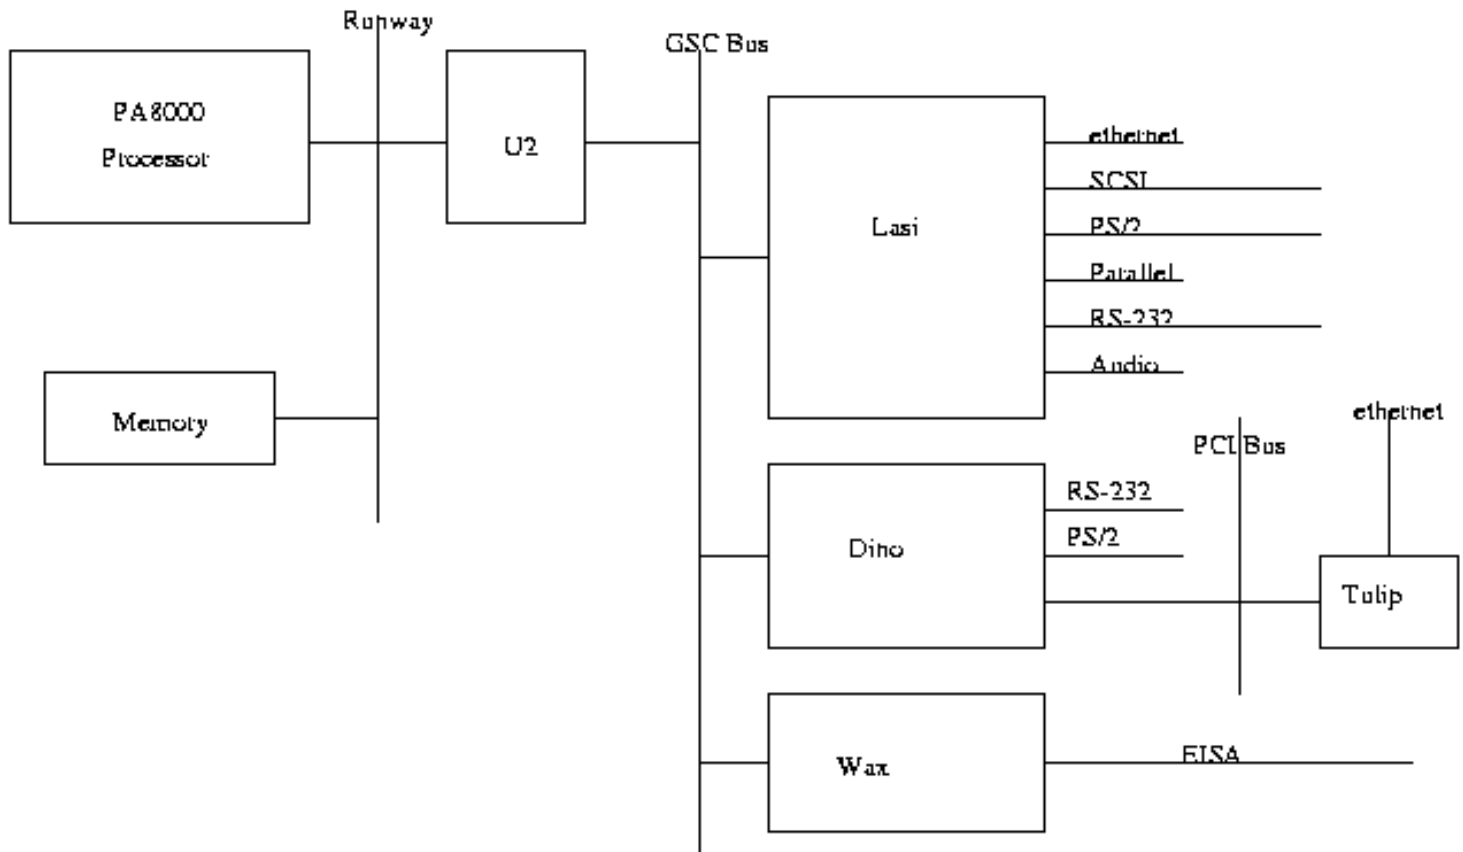 Runway
GSC Bus
PA8000
Processor
U2
ethernet
SCSI
Lasi
PS/2
Parallel
RS-232
Audio
Memory
ethernet
PCI Bus
RS-232
Dino
PS/2
Tulip
Wax
EISA